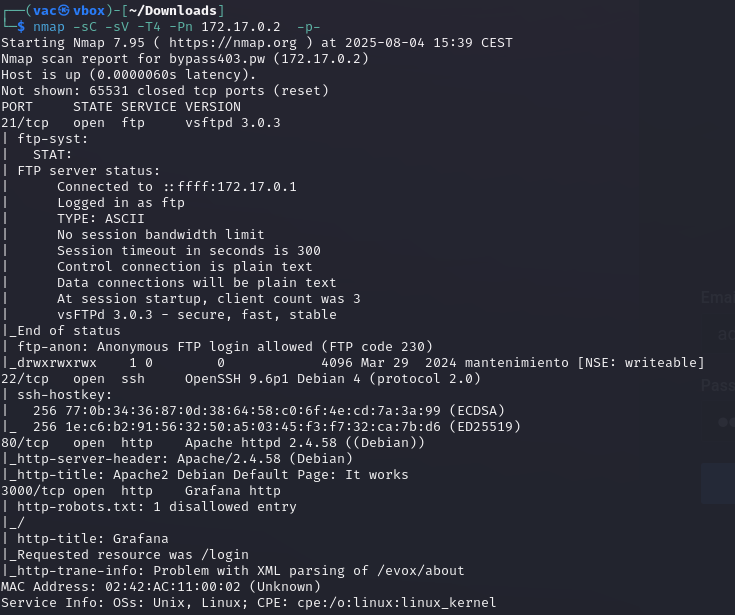 ┌──(vac㉿vbox)-[~/Downloads]
└─$ nmap -sC -sV -T4 -Pn 172.17.0.2  -p-
Starting Nmap 7.95 ( https://nmap.org ) at 2025-08-04 15:39 CEST
Nmap scan report for bypass403.pw (172.17.0.2)
Host is up (0.0000060s latency).
Not shown: 65531 closed tcp ports (reset)
PORT     STATE SERVICE VERSION
21/tcp   open  ftp     vsftpd 3.0.3
| ftp-syst:
|   STAT:
| FTP server status:
|      Connected to ::ffff:172.17.0.1
|      Logged in as ftp
|      TYPE: ASCII
|      No session bandwidth limit
|      Session timeout in seconds is 300
|      Control connection is plain text
|      Data connections will be plain text
|      At session startup, client count was 3
|      vsFTPd 3.0.3 - secure, fast, stable
|_End of status
| ftp-anon: Anonymous FTP login allowed (FTP code 230)
|_drwxrwxrwx    1 0        0            4096 Mar 29  2024 mantenimiento [NSE: writeable]
22/tcp   open  ssh     OpenSSH 9.6p1 Debian 4 (protocol 2.0)
| ssh-hostkey:
|   256 77:0b:34:36:87:0d:38:64:58:c0:6f:4e:cd:7a:3a:99 (ECDSA)
|_  256 1e:c6:b2:91:56:32:50:a5:03:45:f3:f7:32:ca:7b:d6 (ED25519)
80/tcp   open  http    Apache httpd 2.4.58 ((Debian))
|_http-server-header: Apache/2.4.58 (Debian)
|_http-title: Apache2 Debian Default Page: It works
3000/tcp open  http    Grafana http
| http-robots.txt: 1 disallowed entry
|_/
| http-title: Grafana
|_Requested resource was /login
|_http-trane-info: Problem with XML parsing of /evox/about
MAC Address: 02:42:AC:11:00:02 (Unknown)
Service Info: OSs: Unix, Linux; CPE: cpe:/o:linux:linux_kernel